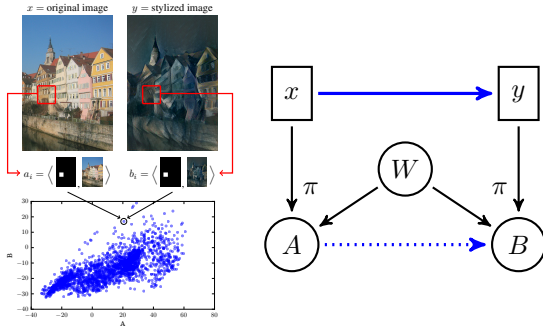 x = original image
y = stylized image
a_i = ⟨ , ⟩
b_i = ⟨ , ⟩
30
20
10
0
−10
−20
−30
−40
B
−40
−20
0
20
40
60
80
A
x
y
π
π
W
A
B